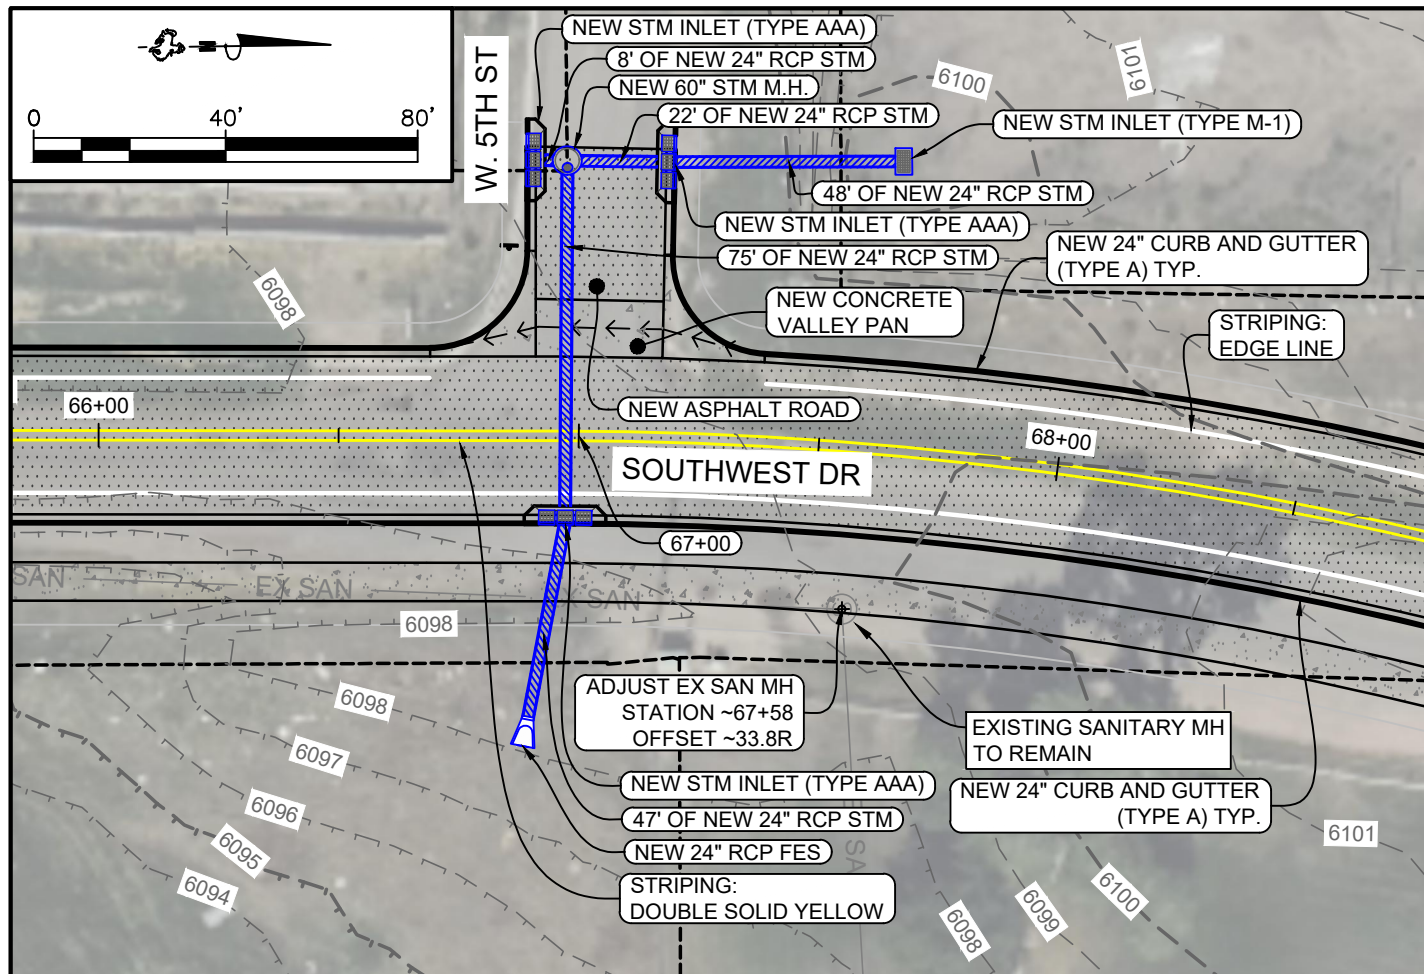 NEW STM INLET (TYPE AAA)
8' OF NEW 24" RCP STM
NEW 60" STM M.H.
22' OF NEW 24" RCP STM
NEW STM INLET (TYPE M-1)
N
0
40'
80'
W. 5TH ST
6100
6101
48' OF NEW 24" RCP STM
NEW STM INLET (TYPE AAA)
75' OF NEW 24" RCP STM
NEW 24" CURB AND GUTTER
(TYPE A) TYP.
6098
NEW CONCRETE
VALLEY PAN
STRIPING:
EDGE LINE
66+00
NEW ASPHALT ROAD
68+00
SOUTHWEST DR
67+00
SAN
EX SAN
EX SAN
6098
6098
ADJUST EX SAN MH
STATION ~67+58
OFFSET ~33.8R
EXISTING SANITARY MH
TO REMAIN
6097
NEW STM INLET (TYPE AAA)
NEW 24" CURB AND GUTTER
(TYPE A) TYP.
6096
47' OF NEW 24" RCP STM
6101
6095
NEW 24" RCP FES
SA
6094
STRIPING:
DOUBLE SOLID YELLOW
6098
6099
6100